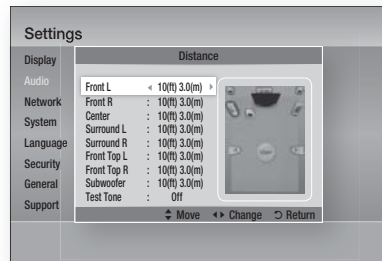 Settings
Display
Audio
Network
System
Language
Security
General
Support
Distance
Front L ◄ 10(ft) 3.0(m) ►
Front R : 10(ft) 3.0(m)
Center : 10(ft) 3.0(m)
Surround L : 10(ft) 3.0(m)
Surround R : 10(ft) 3.0(m)
Front Top L : 10(ft) 3.0(m)
Front Top R : 10(ft) 3.0(m)
Subwoofer : 10(ft) 3.0(m)
Test Tone : Off
Move Change Return